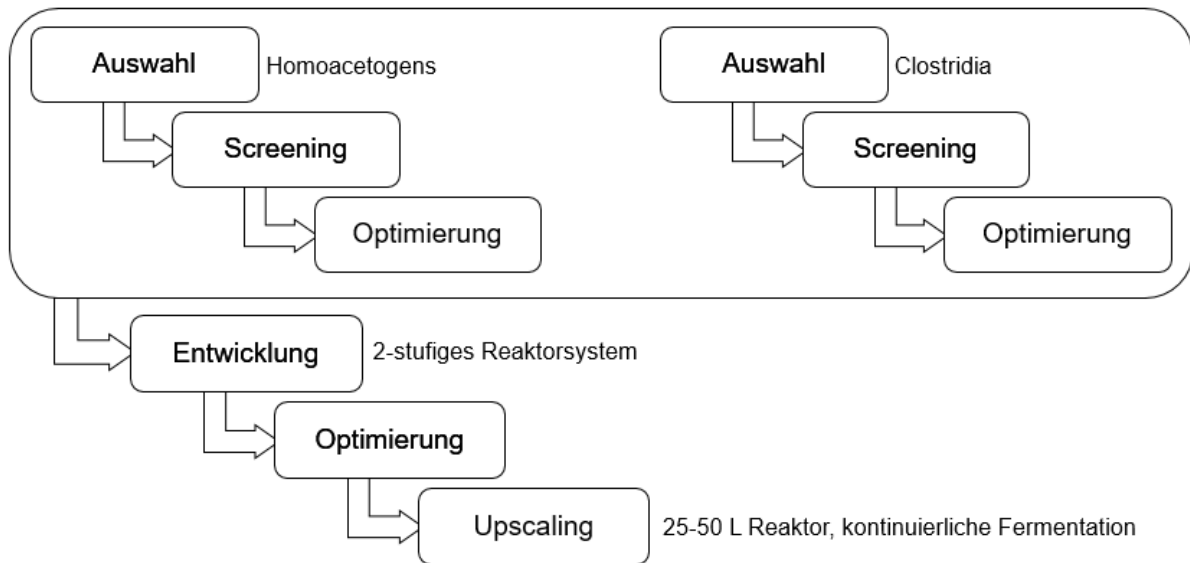 Auswahl Homoacetogens
Auswahl Clostridia
Screening
Screening
Optimierung
Optimierung
Entwicklung 2-stufiges Reaktorsystem
Optimierung
Upscaling 25-50 L Reaktor, kontinuierliche Fermentation